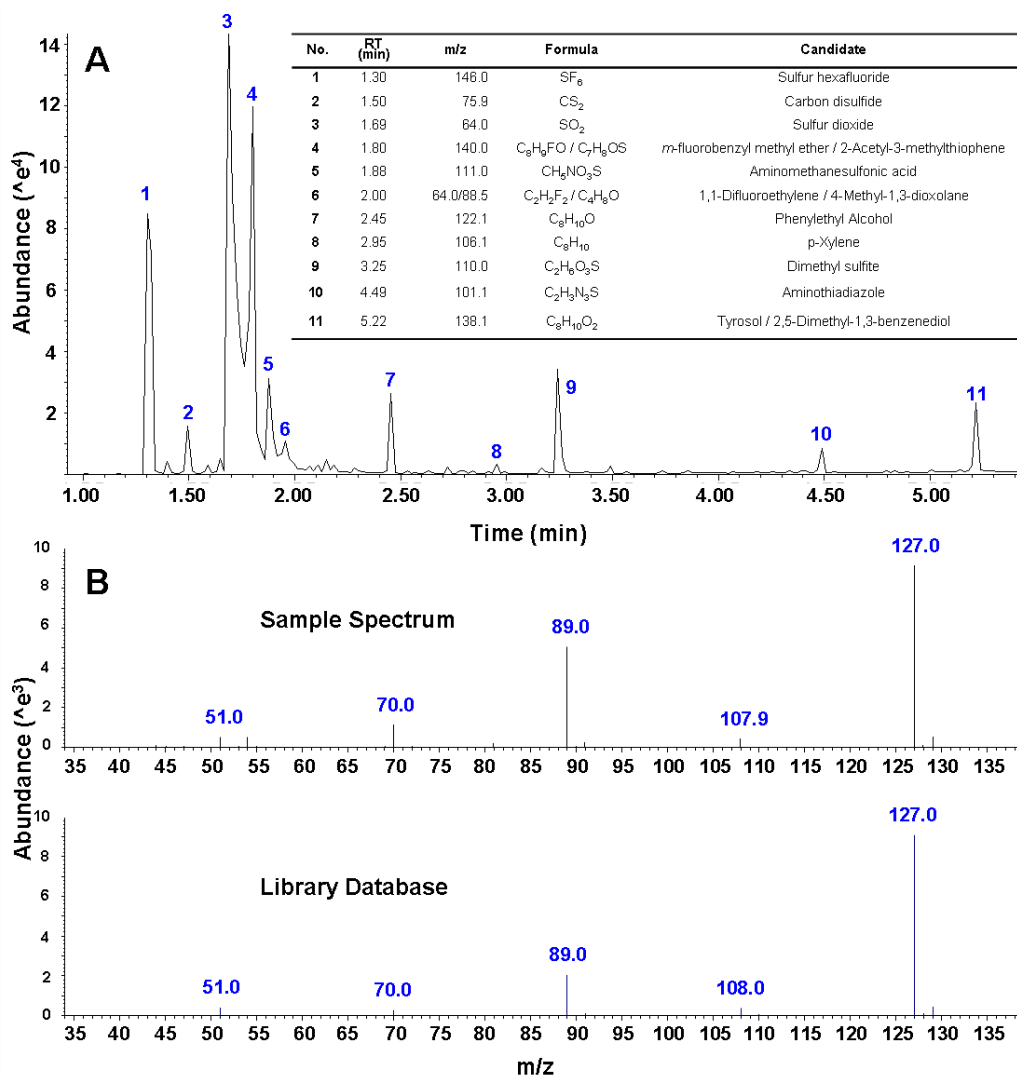 A
Abundance (^e⁴)
14
12
10
8
6
4
2
1 2 3 4 5 6 7 8 9 10 11
1.00 1.50 2.00 2.50 3.00 3.50 4.00 4.50 5.00
Time (min)
No. RT (min) m/z Formula Candidate
1 1.30 146.0 SF₆ Sulfur hexafluoride
2 1.50 75.9 CS₂ Carbon disulfide
3 1.69 64.0 SO₂ Sulfur dioxide
4 1.80 140.0 C₈H₉FO / C₇H₈OS m-fluorobenzyl methyl ether / 2-Acetyl-3-methylthiophene
5 1.88 111.0 CH₅NO₃S Aminomethanesulfonic acid
6 2.00 64.0/88.5 C₂H₂F₂ / C₄H₈O 1,1-Difluoroethylene / 4-Methyl-1,3-dioxolane
7 2.45 122.1 C₈H₁₀O Phenylethyl Alcohol
8 2.95 106.1 C₈H₁₀ p-Xylene
9 3.25 110.0 C₂H₆O₃S Dimethyl sulfite
10 4.49 101.1 C₂H₃N₃S Aminothiadiazole
11 5.22 138.1 C₈H₁₀O₂ Tyrosol / 2,5-Dimethyl-1,3-benzenediol
B
Abundance (^e³)
Sample Spectrum
10
8
6
4
2
0
51.0 70.0 89.0 107.9 127.0
35 40 45 50 55 60 65 70 75 80 85 90 95 100 105 110 115 120 125 130 135
Library Database
10
8
6
4
2
0
51.0 70.0 89.0 108.0 127.0
35 40 45 50 55 60 65 70 75 80 85 90 95 100 105 110 115 120 125 130 135
m/z